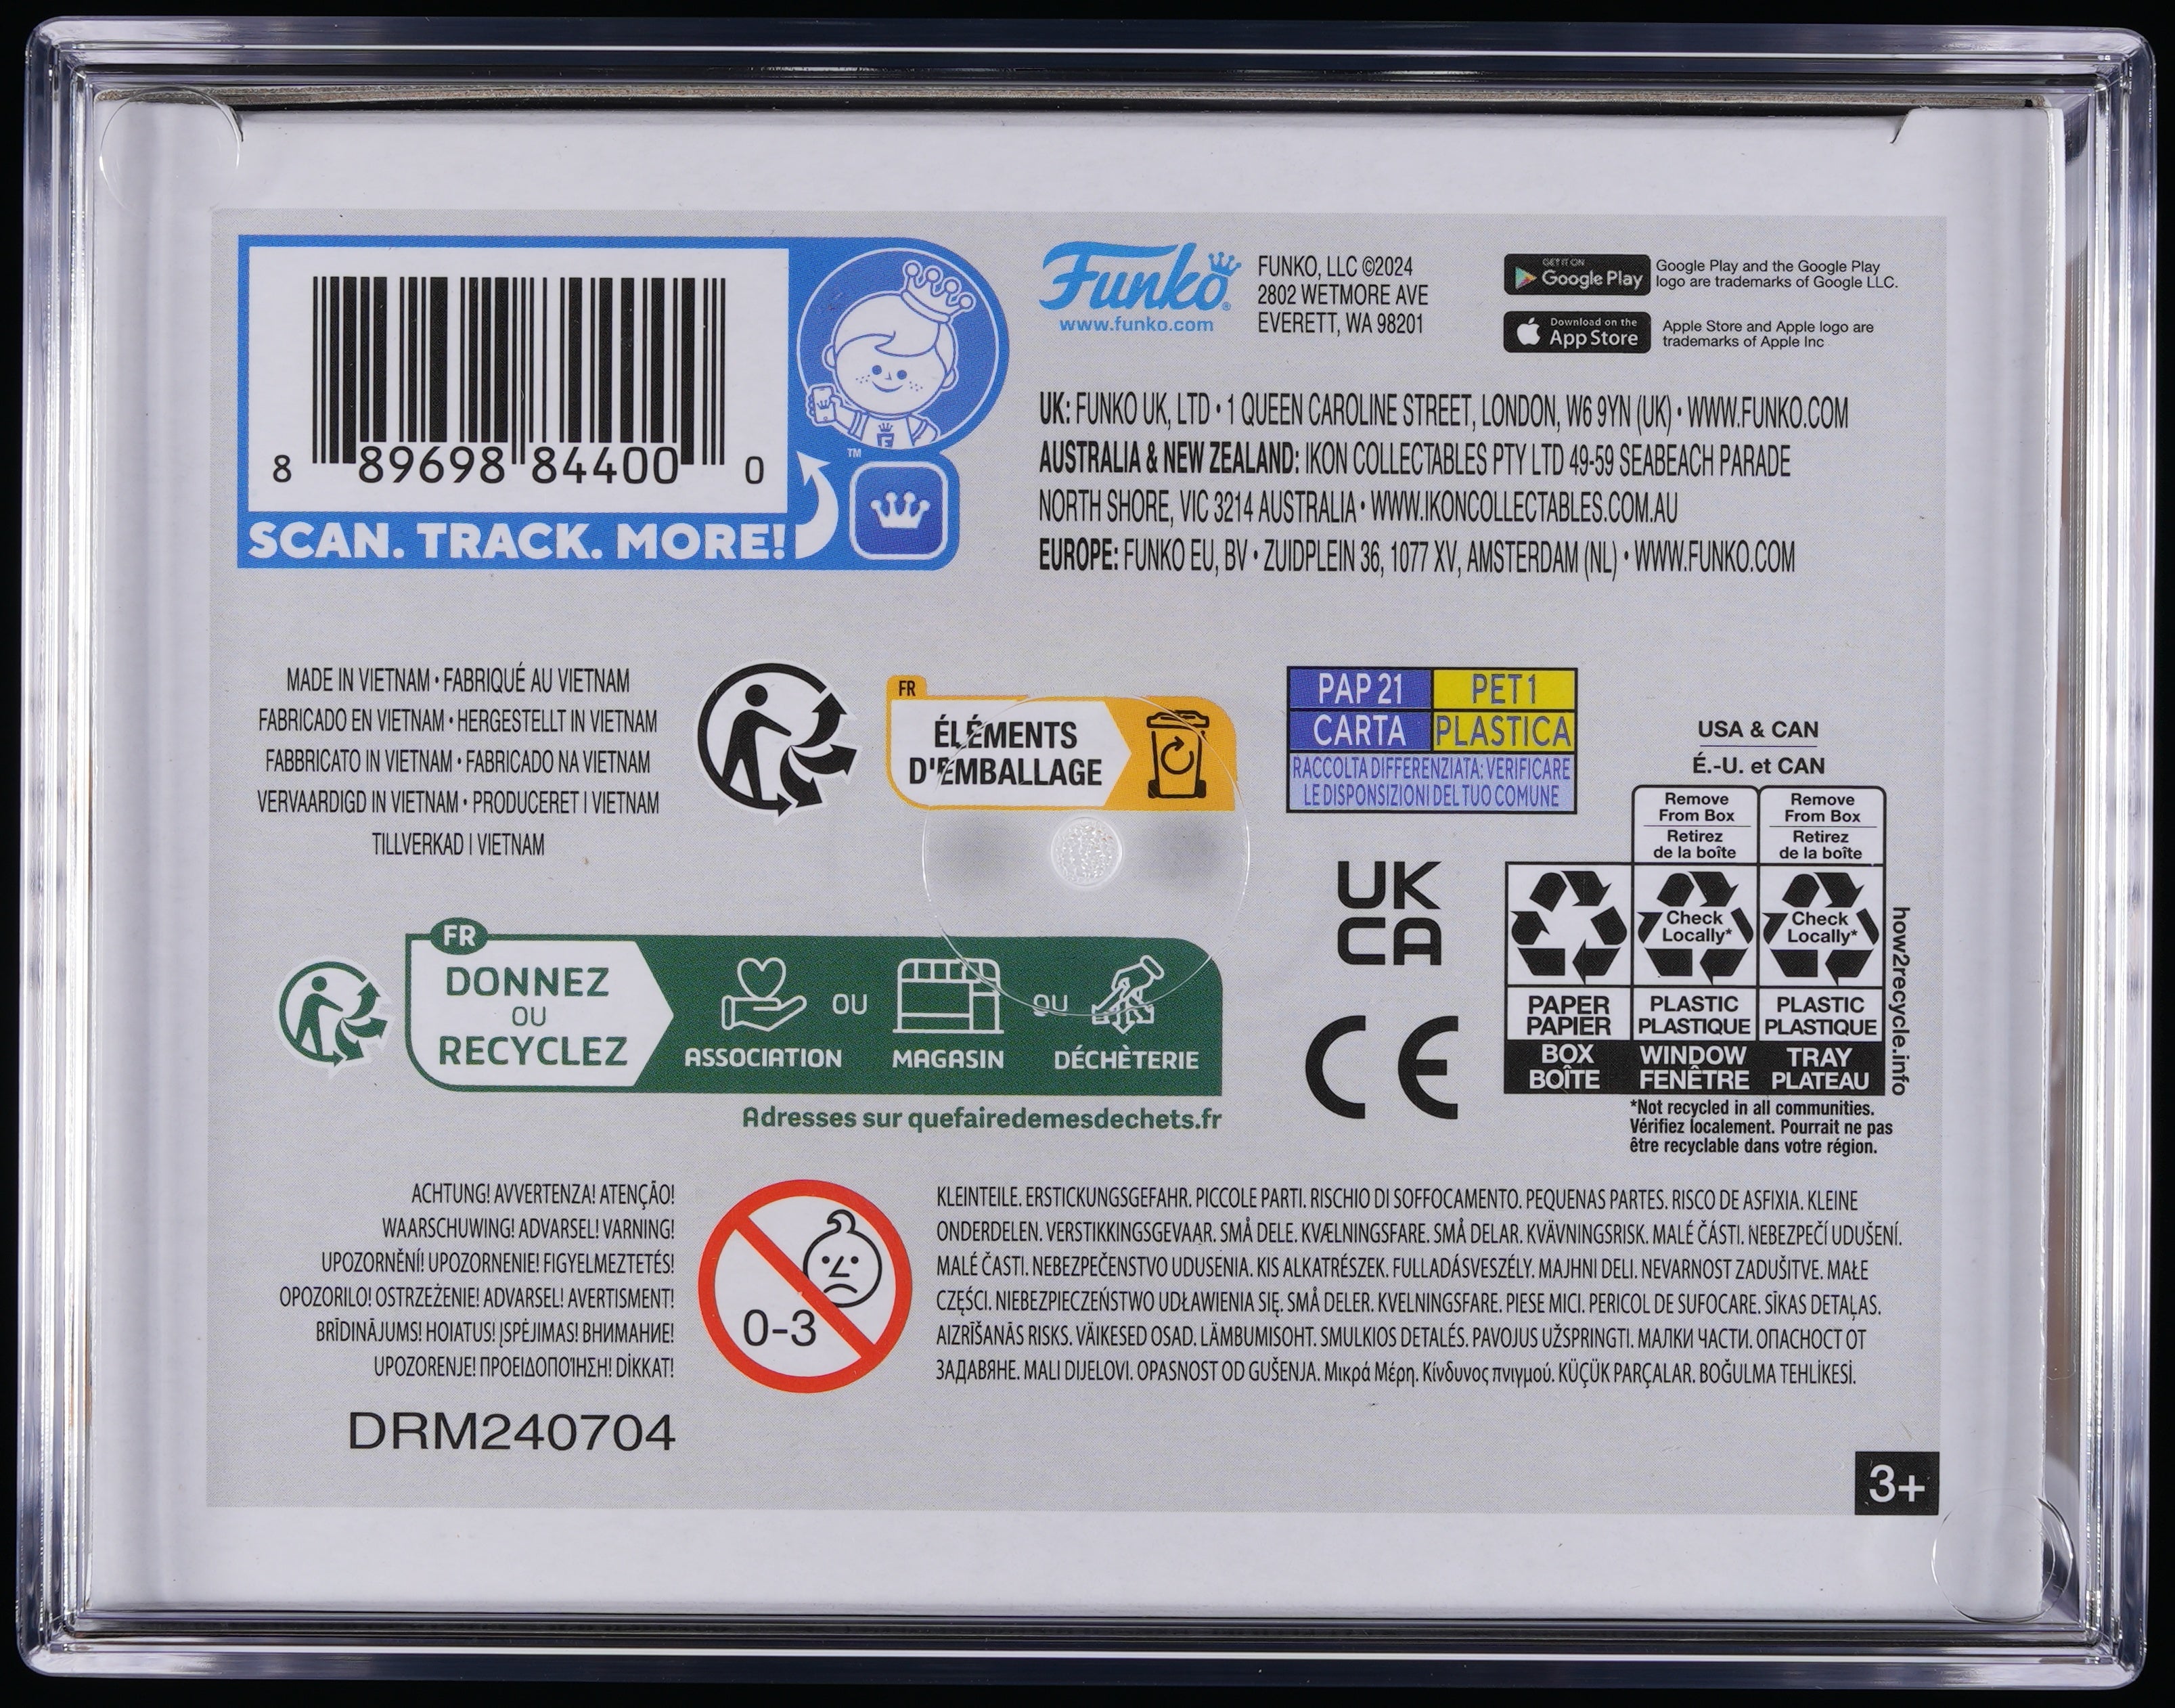 8 89698 84400 0
SCAN. TRACK. MORE!
TM
Funko®
www.funko.com
FUNKO, LLC ©2024
2802 WETMORE AVE
EVERETT, WA 98201
GET IT ON
Google Play
Google Play and the Google Play
logo are trademarks of Google LLC.
Download on the
App Store
Apple Store and Apple logo are
trademarks of Apple Inc
UK: FUNKO UK, LTD • 1 QUEEN CAROLINE STREET, LONDON, W6 9YN (UK) • WWW.FUNKO.COM
AUSTRALIA & NEW ZEALAND: IKON COLLECTABLES PTY LTD 49-59 SEABEACH PARADE
NORTH SHORE, VIC 3214 AUSTRALIA • WWW.IKONCOLLECTABLES.COM.AU
EUROPE: FUNKO EU, BV • ZUIDPLEIN 36, 1077 XV, AMSTERDAM (NL) • WWW.FUNKO.COM
MADE IN VIETNAM • FABRIQUÉ AU VIETNAM
FABRICADO EN VIETNAM • HERGESTELLT IN VIETNAM
FABBRICATO IN VIETNAM • FABRICADO NA VIETNAM
VERVAARDIGD IN VIETNAM • PRODUCERET I VIETNAM
TILLVERKAD I VIETNAM
FR
ÉLÉMENTS
D'EMBALLAGE
PAP 21 PET 1
CARTA PLASTICA
RACCOLTA DIFFERENZIATA: VERIFICARE
LE DISPONSIZIONI DEL TUO COMUNE
USA & CAN
É.-U. et CAN
Remove
From Box
Retirez
de la boîte
Remove
From Box
Retirez
de la boîte
Check
Locally*
Check
Locally*
PAPER
PAPIER
PLASTIC
PLASTIQUE
PLASTIC
PLASTIQUE
BOX
BOÎTE
WINDOW
FENÊTRE
TRAY
PLATEAU
how2recycle.info
*Not recycled in all communities.
Vérifiez localement. Pourrait ne pas
être recyclable dans votre région.
UK
CA
CE
FR
DONNEZ
OU
RECYCLEZ
ASSOCIATION
OU
MAGASIN
OU
DÉCHÈTERIE
Adresses sur quefairedemesdechets.fr
ACHTUNG! AVVERTENZA! ATENÇÃO!
WAARSCHUWING! ADVARSEL! VARNING!
UPOZORNĚNÍ! UPOZORNENIE! FIGYELMEZTETÉS!
OPOZORILO! OSTRZEŻENIE! ADVARSEL! AVERTISMENT!
BRĪDINĀJUMS! HOIATUS! ĮSPĖJIMAS! ВНИМАНИЕ!
UPOZORENJE! ΠΡΟΕΙΔΟΠΟΊΗΣΗ! DİKKAT!
0-3
KLEINTEILE. ERSTICKUNGSGEFAHR. PICCOLE PARTI. RISCHIO DI SOFFOCAMENTO. PEQUENAS PARTES. RISCO DE ASFIXIA. KLEINE
ONDERDELEN. VERSTIKKINGSGEVAAR. SMÅ DELE. KVÆLNINGSFARE. SMÅ DELAR. KVÄVNINGSRISK. MALÉ ČÁSTI. NEBEZPEČÍ UDUŠENÍ.
MALÉ ČASTI. NEBEZPEČENSTVO UDUSENIA. KIS ALKATRÉSZEK. FULLADÁSVESZÉLY. MAJHNI DELI. NEVARNOST ZADUŠITVE. MAŁE
CZĘŚCI. NIEBEZPIECZEŃSTWO UDŁAWIENIA SIĘ. SMÅ DELER. KVELNINGSFARE. PIESE MICI. PERICOL DE SUFOCARE. SĪKAS DETAĻAS.
AIZRĪŠANĀS RISKS. VÄIKESED OSAD. LÄMBUMISOHT. SMULKIOS DETALĖS. PAVOJUS UŽSPRINGTI. МАЛКИ ЧАСТИ. ОПАСНОСТ ОТ
ЗАДАВЯНЕ. MALI DIJELOVI. OPASNOST OD GUŠENJA. Μικρά Μέρη. Κίνδυνος πνιγμού. KÜÇÜK PARÇALAR. BOĞULMA TEHLİKESİ.
DRM240704
3+